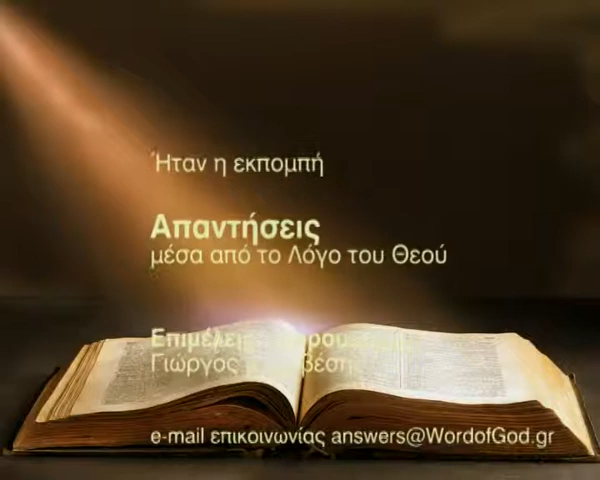 Ήταν η εκπομπή
Απαντήσεις
μέσα από το Λόγο του Θεού
Γιώργος
e-mail επικοινωνίας answers@WordofGod.gr